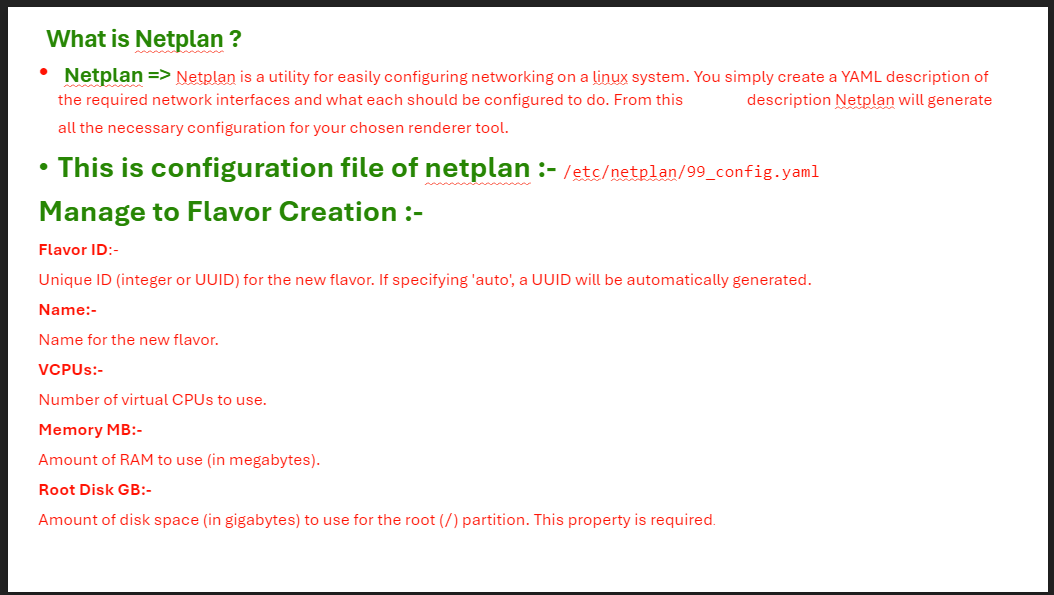 What is Netplan ?
• Netplan => Netplan is a utility for easily configuring networking on a linux system. You simply create a YAML description of
the required network interfaces and what each should be configured to do. From this description Netplan will generate
all the necessary configuration for your chosen renderer tool.
• This is configuration file of netplan :- /etc/netplan/99_config.yaml
Manage to Flavor Creation :-
Flavor ID:-
Unique ID (integer or UUID) for the new flavor. If specifying 'auto', a UUID will be automatically generated.
Name:-
Name for the new flavor.
VCPUs:-
Number of virtual CPUs to use.
Memory MB:-
Amount of RAM to use (in megabytes).
Root Disk GB:-
Amount of disk space (in gigabytes) to use for the root (/) partition. This property is required.